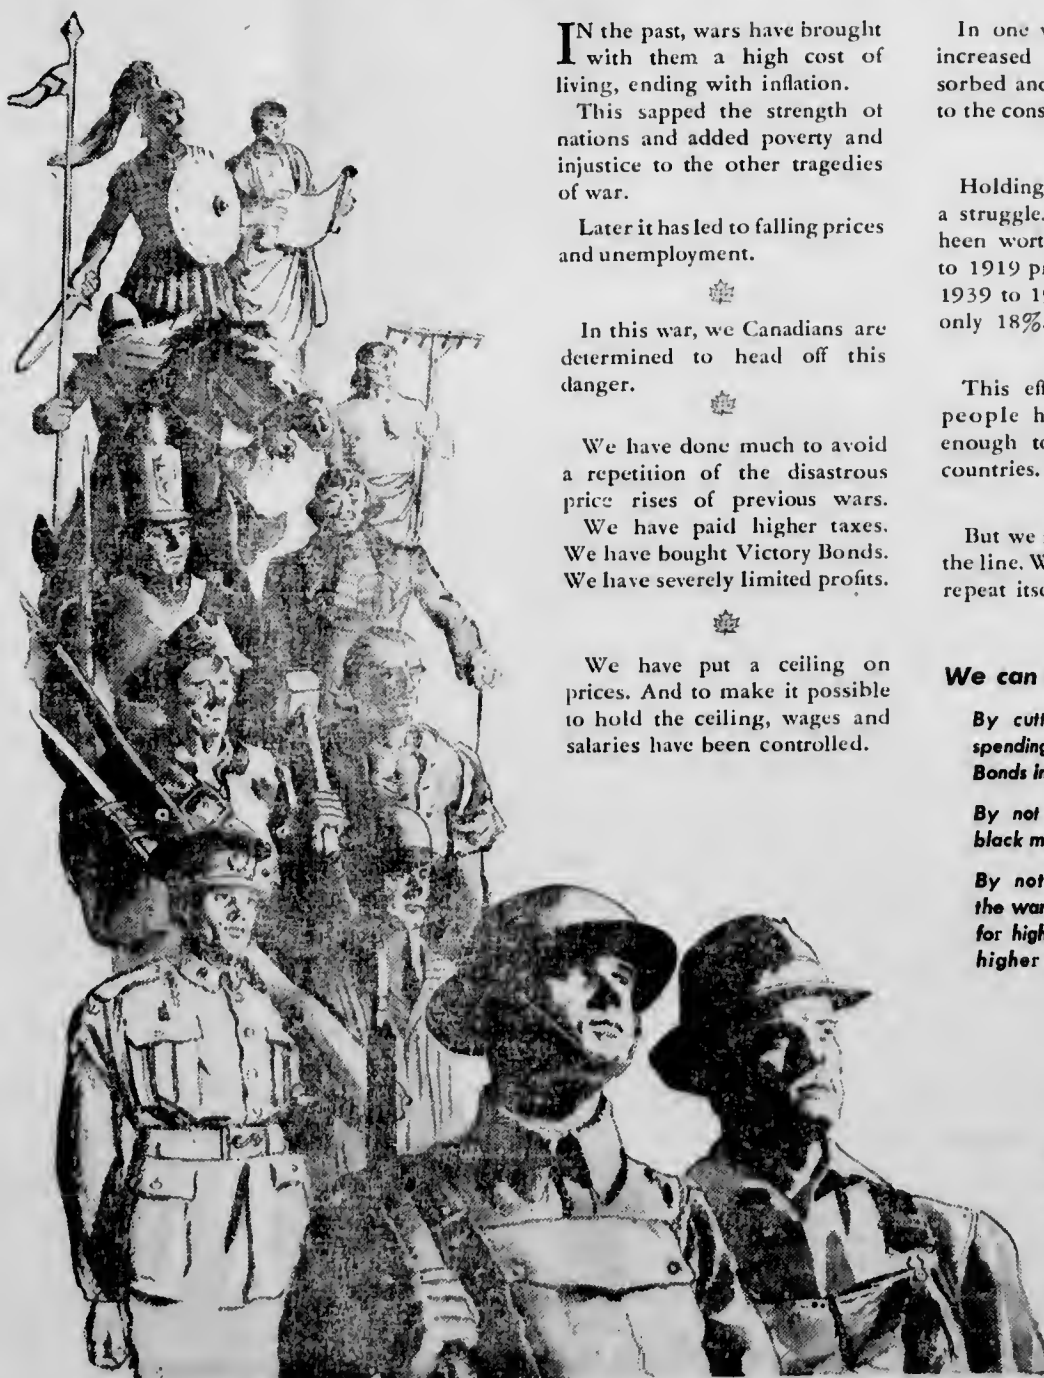 IN the past, wars have brought
with them a high cost of
living, ending with inflation.
This sapped the strength ot
nations and added poverty and
injustice to the other tragedies
of war.
Later it has led to falling prices
and unemployment.
In this war, we Canadians are
determined to head off this
danger.
We have done much to avoid
a repetition of the disastrous
price rises of previous wars.
We have paid higher taxes.
We have bought Victory Bonds.
We have severely limited profits.
We have put a ceiling on
prices. And to make it possible
to hold the ceiling, wages and
salaries have been controlled.
In one
increased
sorbed and
to the cons
Holding
a struggle.
heen wort
to 1919 pr
1939 to 19
only 18%
This eff
people h
enough to
countries.
But we
the line. W
repeat itse
We can
By cutt
spending
Bonds in
By not
black m
By not
the war
for high
higher